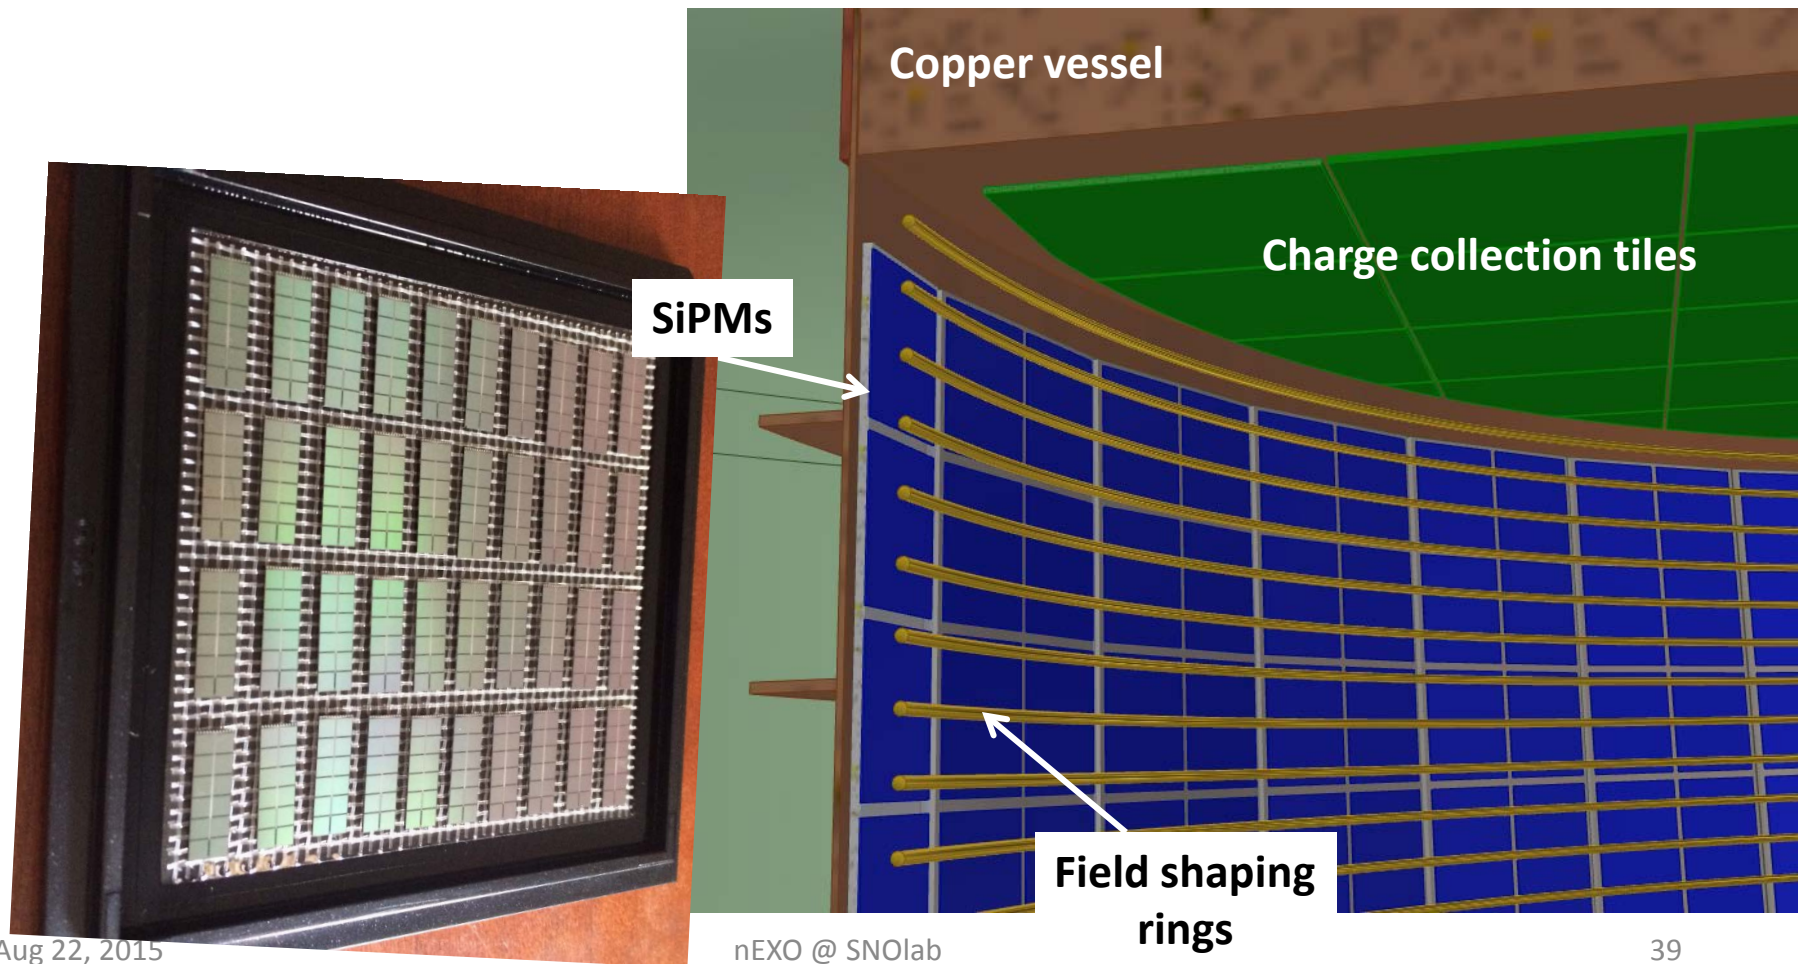 Copper vessel
Charge collection tiles
SiPMs
Field shaping
rings
Aug 22, 2015
nEXO @ SNOlab
39